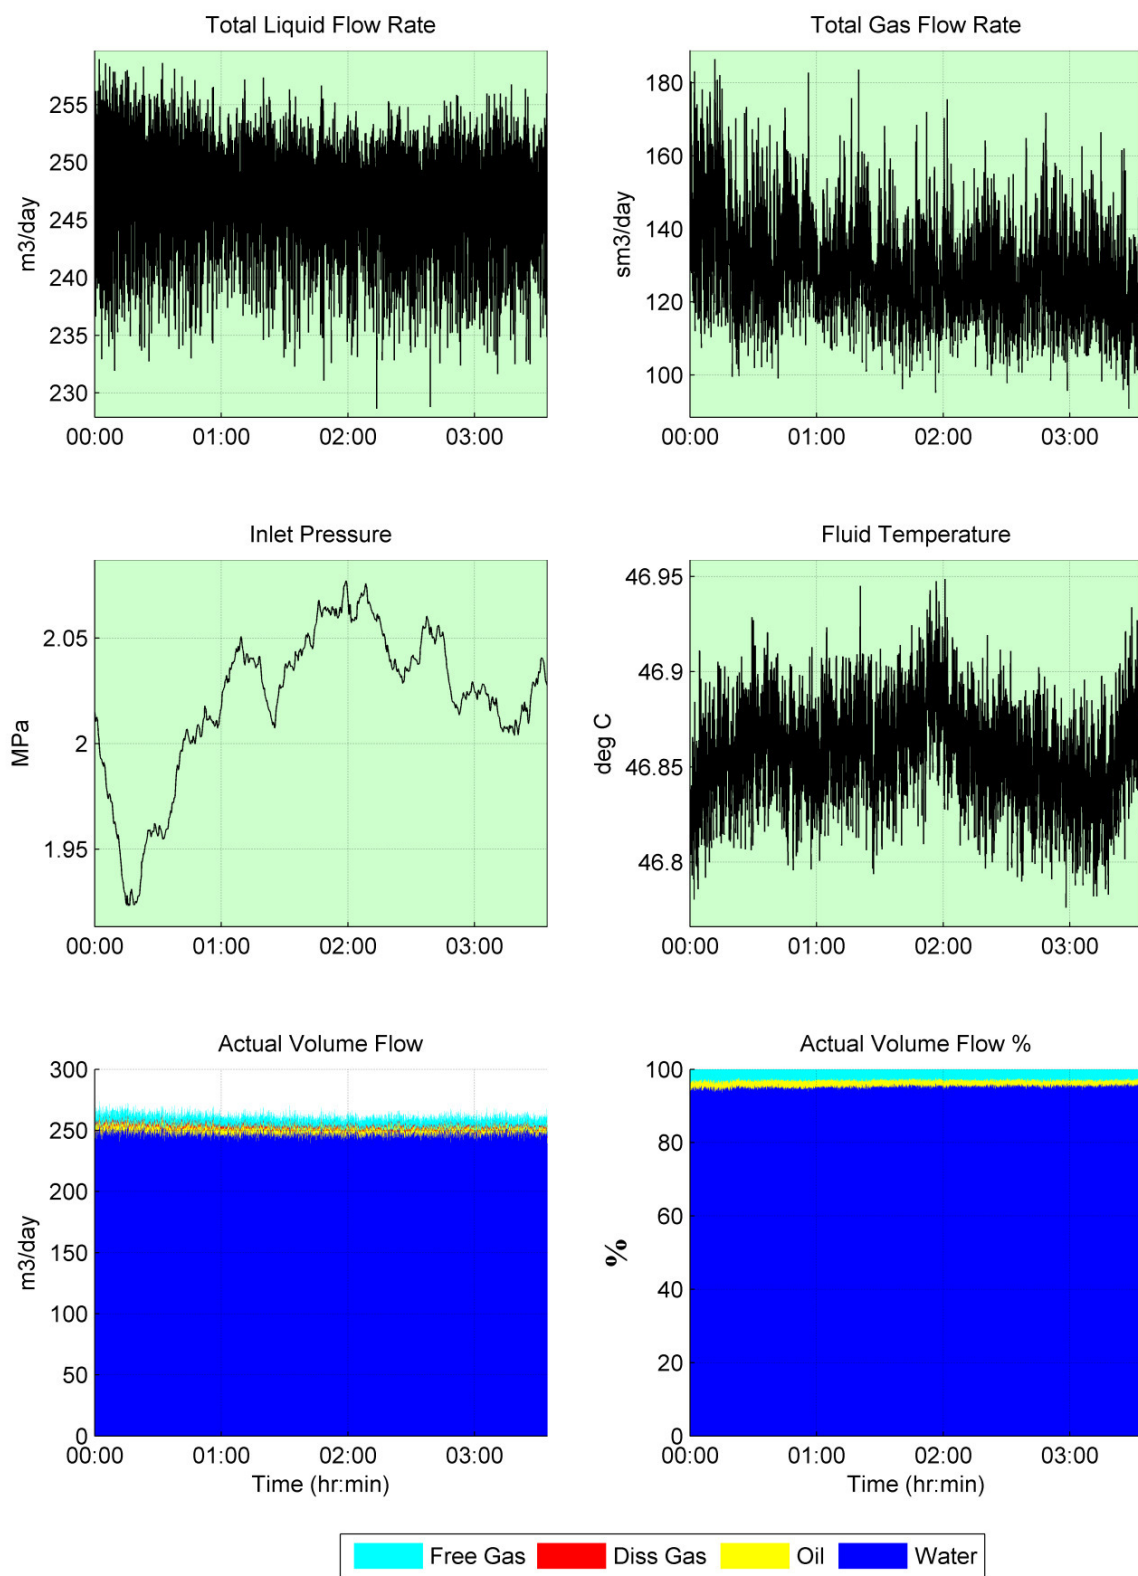 Total Liquid Flow Rate
m3/day
255
250
245
240
235
230
00:00 01:00 02:00 03:00
Total Gas Flow Rate
sm3/day
180
160
140
120
100
00:00 01:00 02:00 03:00
Inlet Pressure
MPa
2.05
2
1.95
00:00 01:00 02:00 03:00
Fluid Temperature
deg C
46.95
46.9
46.85
46.8
00:00 01:00 02:00 03:00
Actual Volume Flow
m3/day
300
250
200
150
100
50
0
00:00 01:00 02:00 03:00
Time (hr:min)
Actual Volume Flow %
%
100
80
60
40
20
0
00:00 01:00 02:00 03:00
Time (hr:min)
Free Gas Diss Gas Oil Water